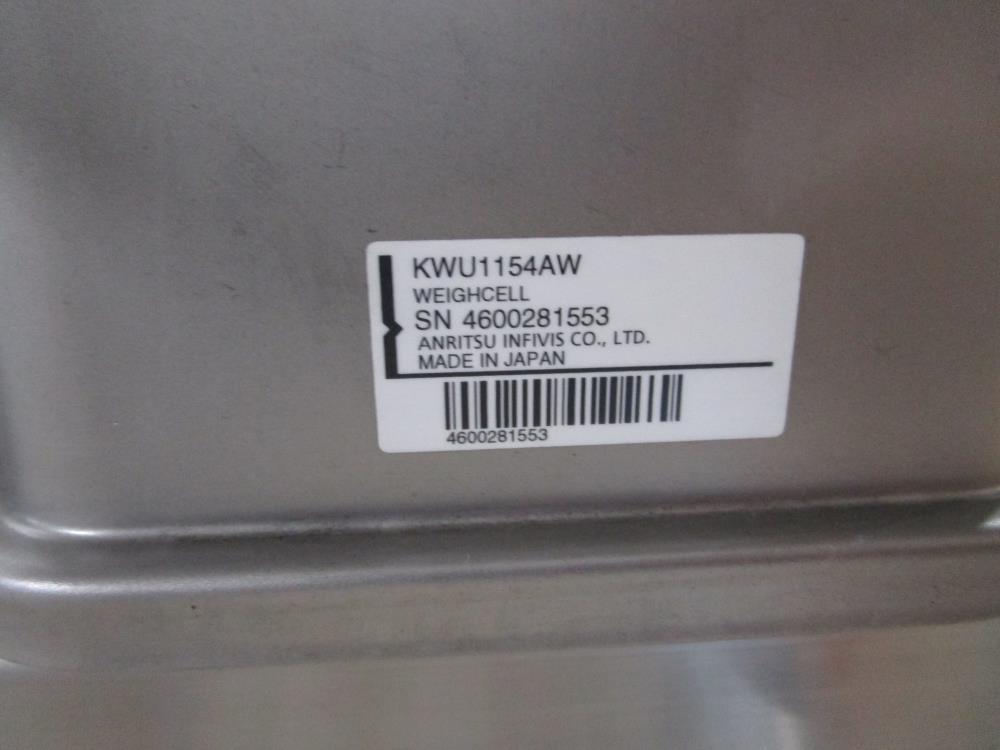 KWU1154AW
WEIGHCELL
SN 4600281553
ANRITSU INFIVIS CO., LTD.
MADE IN JAPAN
4600281553